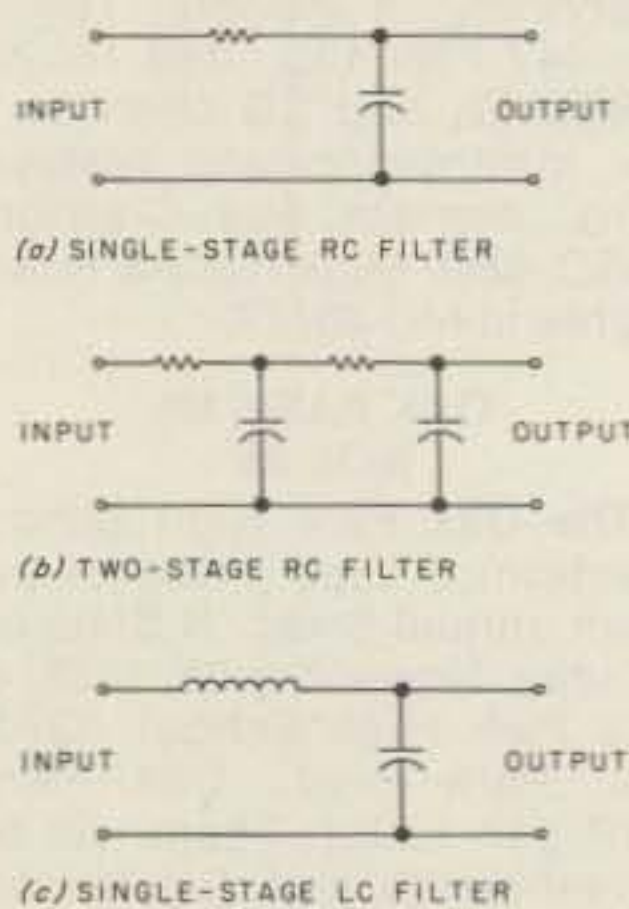 INPUT OUTPUT
(a) SINGLE-STAGE RC FILTER
INPUT OUTPUT
(b) TWO-STAGE RC FILTER
INPUT OUTPUT
(c) SINGLE-STAGE LC FILTER